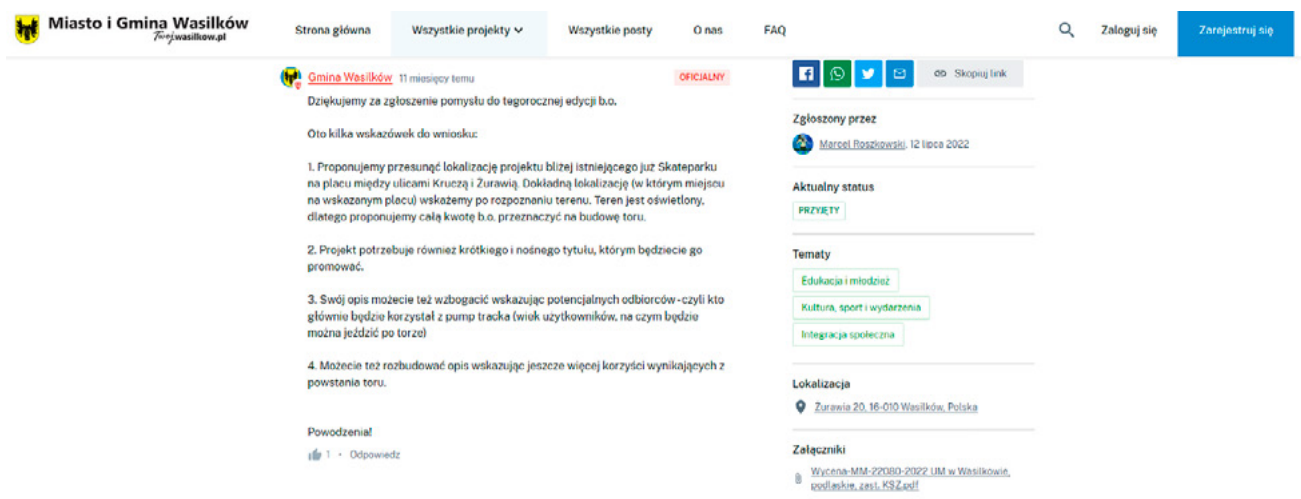 Miasto i Gmina Wasilków
Twoj.wasilkow.pl
Strona główna
Wszystkie projekty
Wszystkie posty
O nas
FAQ
Zaloguj się
Zarejestruj się
Gmina Wasilków 11 miesięcy temu
OFICJALNY
Dziękujemy za zgłoszenie pomysłu do tegorocznej edycji b.o.
Oto kilka wskazówek do wniosku:
1. Proponujemy przesunąć lokalizację projektu bliżej istniejącego już Skateparku
na placu między ulicami Kruczą i Żurawią. Dokładną lokalizację (w którym miejscu
na wskazanym placu) wskażemy po rozpoznaniu terenu. Teren jest oświetlony,
dlatego proponujemy całą kwotę b.o. przeznaczyć na budowę toru.
2. Projekt potrzebuje również krótkiego i nośnego tytułu, którym będziecie go
promować.
3. Swój opis możecie też wzbogacić wskazując potencjalnych odbiorców - czyli kto
głównie będzie korzystał z pump tracka (wiek użytkowników, na czym będzie
można jeździć po torze)
4. Możecie też rozbudować opis wskazując jeszcze więcej korzyści wynikających z
powstania toru.
Powodzenia!
1 • Odpowiedz
Skopiuj link
Zgłoszony przez
Marcel Roszkowski, 12 lipca 2022
Aktualny status
PRZYJĘTY
Tematy
Edukacja i młodzież
Kultura, sport i wydarzenia
Integracja społeczna
Lokalizacja
Żurawia 20, 16-010 Wasilków, Polska
Załączniki
Wycena-MM-22080-2022 UM w Wasilkowie,
podlaskie, zast. KSZ.pdf